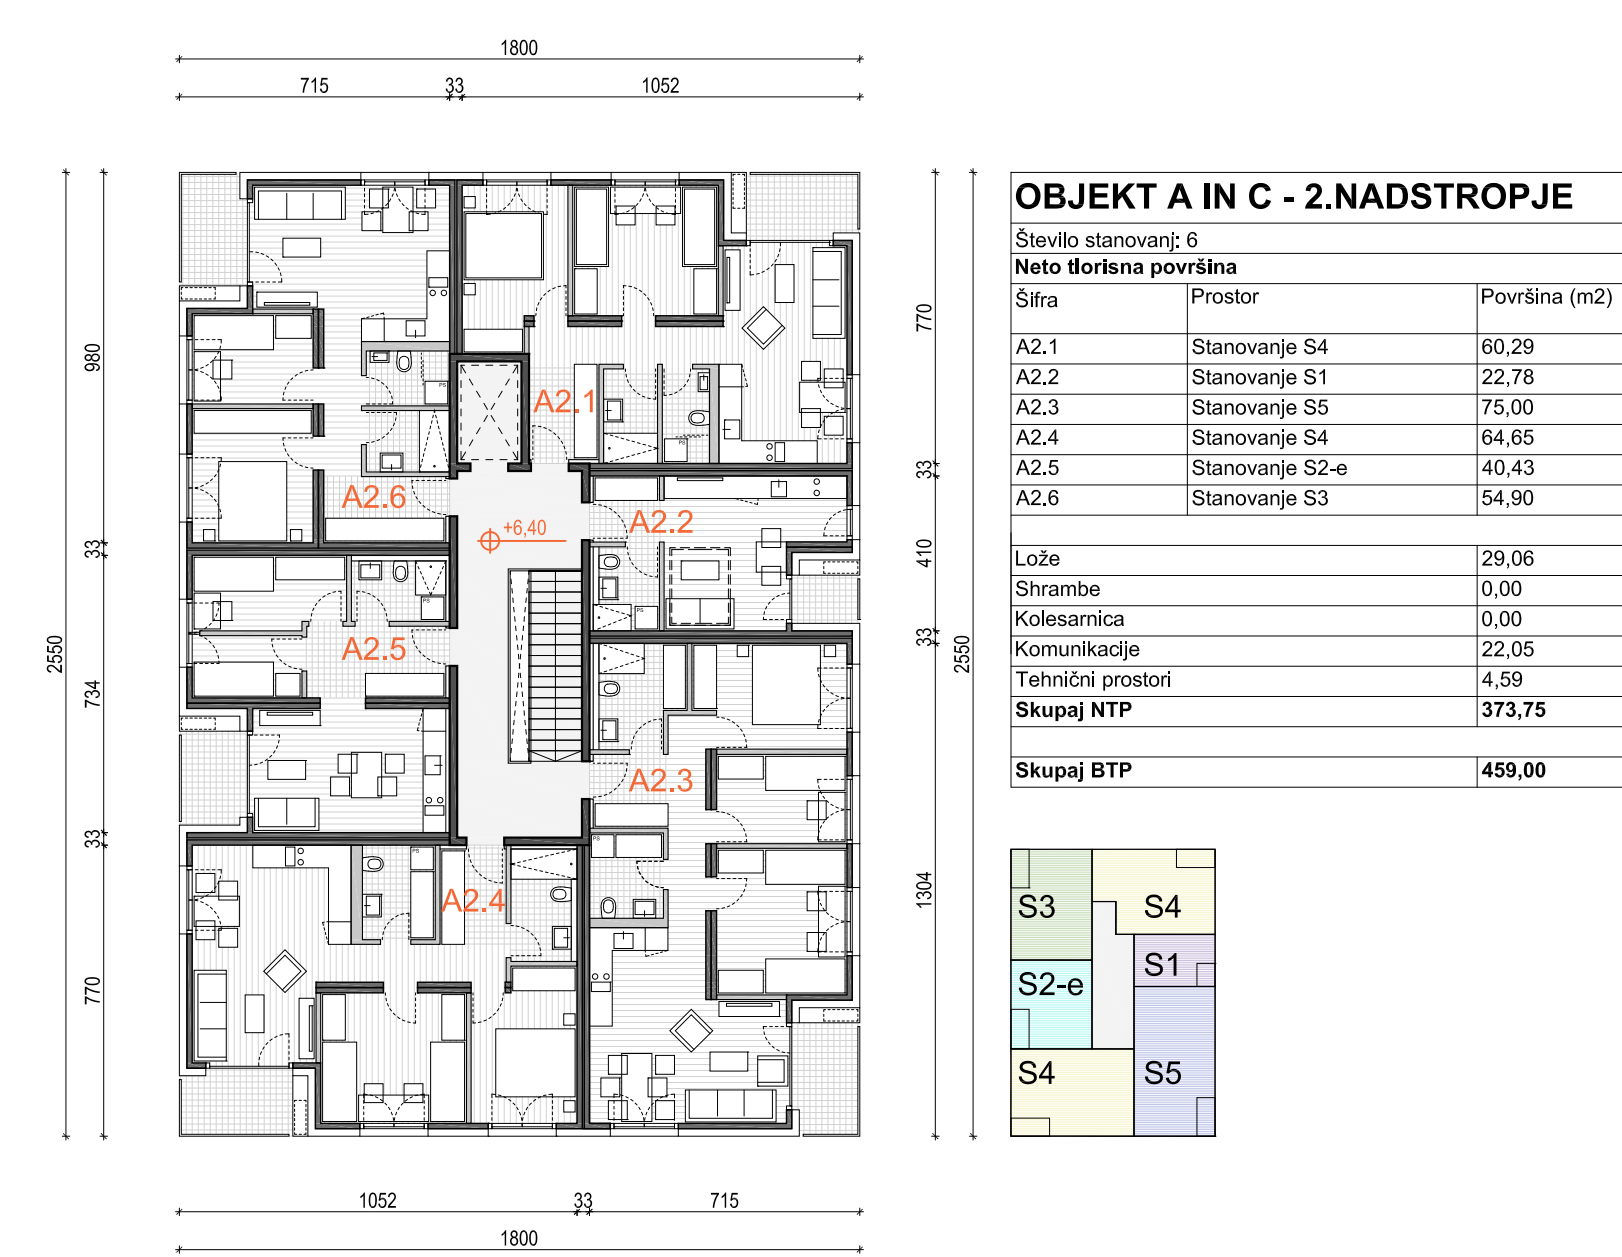 1800
715 33 1052
OBJEKT A IN C - 2.NADSTROPJE
Število stanovanj: 6
Neto tlorisna površina
Šifra Prostor Površina (m2)
A2.1 Stanovanje S4 60,29
A2.2 Stanovanje S1 22,78
A2.3 Stanovanje S5 75,00
A2.4 Stanovanje S4 64,65
A2.5 Stanovanje S2-e 40,43
A2.6 Stanovanje S3 54,90
Lože 29,06
Shrambe 0,00
Kolesarnica 0,00
Komunikacije 22,05
Tehnični prostori 4,59
Skupaj NTP 373,75
Skupaj BTP 459,00
2550
980
33
734
33
770
A2.1
PS
PS
A2.6
A2.2
+6,40
PS
PS
A2.5
A2.3
PS
PS
A2.4
770
33
410
33
1304
2550
S3 S4
S1
S2-e
S4 S5
1052 33 715
1800